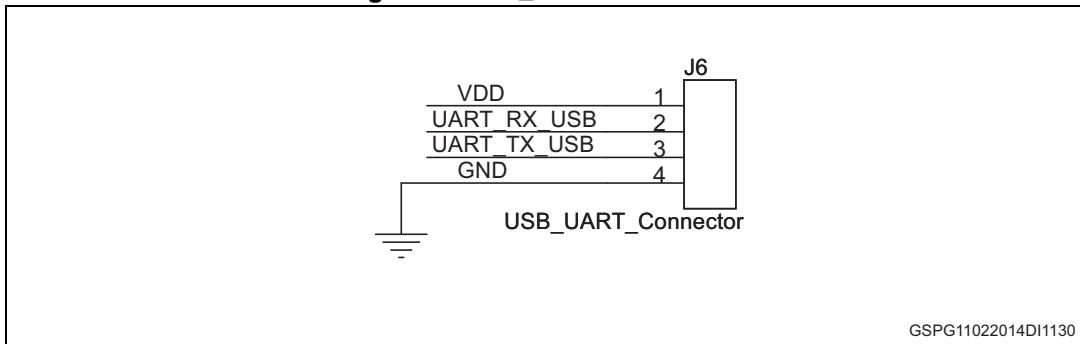 J6
VDD 1
UART_RX_USB 2
UART_TX_USB 3
GND 4
USB_UART_Connector
GSPG11022014DI1130